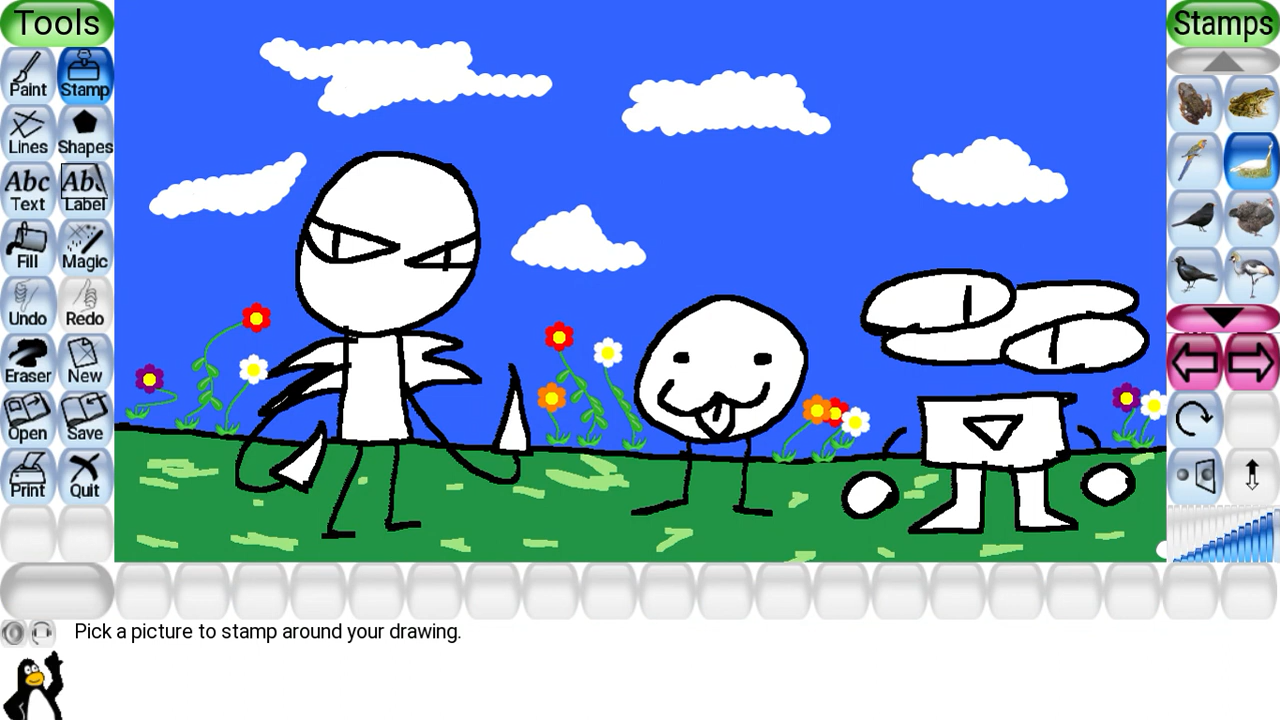 Tools
Stamps
Paint
Stamp
Lines
Shapes
Abc
Text
Abc
Label
Fill
Magic
Undo
Redo
Eraser
New
Open
Save
Print
Quit
Pick a picture to stamp around your drawing.